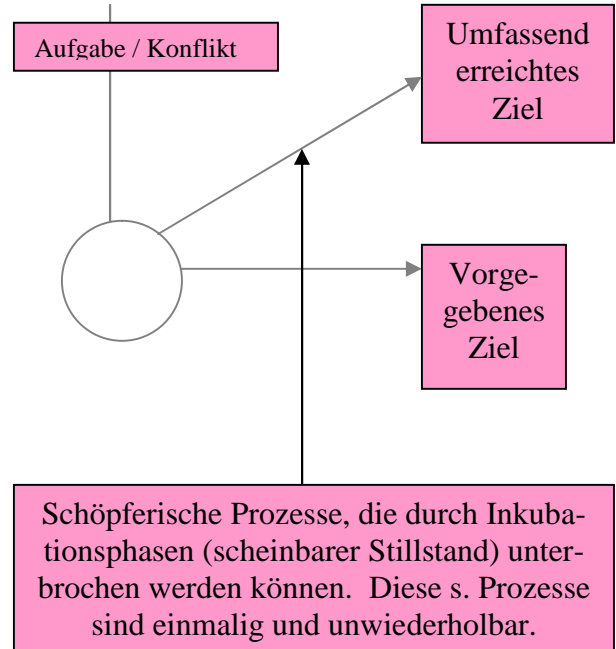 Aufgabe / Konflikt
Umfassend
erreichtes
Ziel
Vorge-
gebenes
Ziel
Schöpferische Prozesse, die durch Inkuba-
tionsphasen (scheinbarer Stillstand) unter-
brochen werden können.  Diese s. Prozesse
sind einmalig und unwiederholbar.